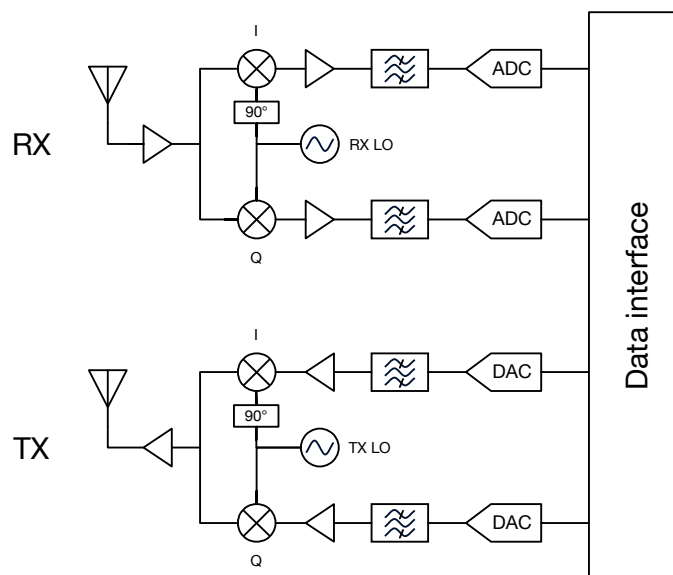 I
ADC
90°
RX
RX LO
ADC
Q
Data interface
I
DAC
90°
TX
TX LO
DAC
Q